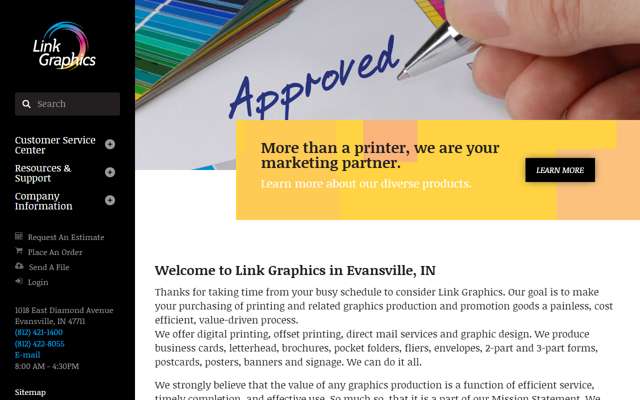 Link
Graphics
Search
Customer Service
Center
Resources &
Support
Company
Information
Request An Estimate
Place An Order
Send A File
Login
1018 East Diamond Avenue
Evansville, IN 47711
(812) 421-1400
(812) 422-8055
E-mail
8:00 AM - 4:30PM
Sitemap
Approved
More than a printer, we are your
marketing partner.
Learn more about our diverse products.
LEARN MORE
Welcome to Link Graphics in Evansville, IN
Thanks for taking time from your busy schedule to consider Link Graphics. Our goal is to make
your purchasing of printing and related graphics production and promotion goods a painless, cost
efficient, value-driven process.
We offer digital printing, offset printing, direct mail services and graphic design. We produce
business cards, letterhead, brochures, pocket folders, fliers, envelopes, 2-part and 3-part forms,
postcards, posters, banners and signage. We can do it all.
We strongly believe that the value of any graphics production is a function of efficient service,
timely completion, and effective use. So much so, that it is a part of our Mission Statement. We